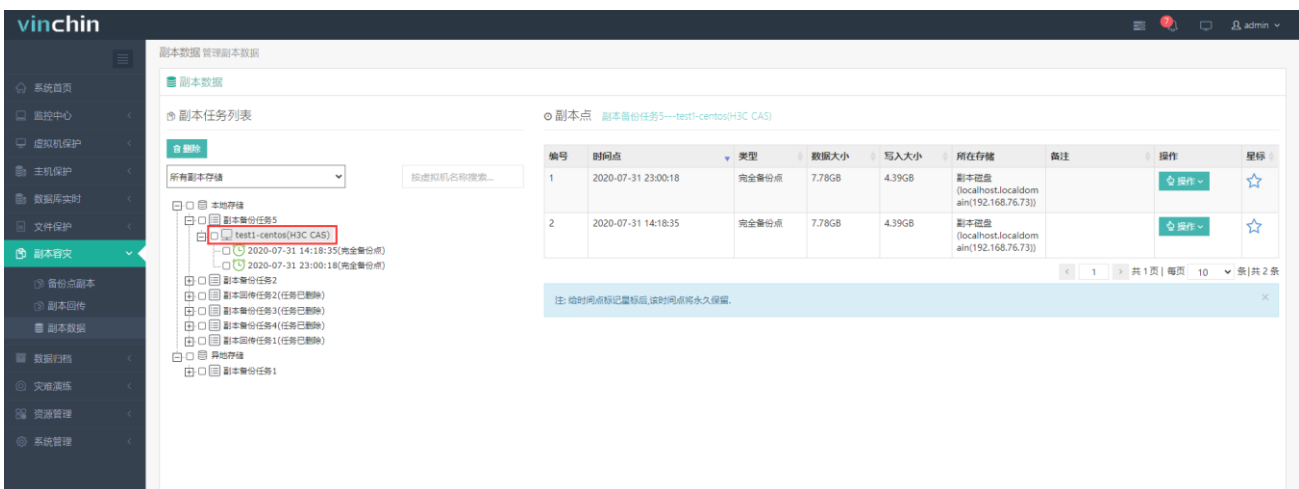 vinchin
7
admin
副本数据 管理副本数据
系统首页
监控中心
虚拟机保护
主机保护
数据库实时
文件保护
副本容灾
备份点副本
副本回传
副本数据
数据归档
灾难演练
资源管理
系统管理
副本数据
副本任务列表
删除
所有副本存储
按虚拟机名称搜索...
本地存储
副本备份任务5
test1-centos(H3C CAS)
2020-07-31 14:18:35(完全备份点)
2020-07-31 23:00:18(完全备份点)
副本备份任务2
副本回传任务2(任务已删除)
副本备份任务3(任务已删除)
副本备份任务4(任务已删除)
副本回传任务1(任务已删除)
异地存储
副本备份任务1
副本点 副本备份任务5---test1-centos(H3C CAS)
编号 时间点 类型 数据大小 写入大小 所在存储 备注 操作 星标
1 2020-07-31 23:00:18 完全备份点 7.78GB 4.39GB 副本磁盘 操作
(localhost.localdom
ain(192.168.76.73))
2 2020-07-31 14:18:35 完全备份点 7.78GB 4.39GB 副本磁盘 操作
(localhost.localdom
ain(192.168.76.73))
< 1 > 共1页|每页 10 条|共2条
注: 给时间点标记星标后,该时间点将永久保留. ×